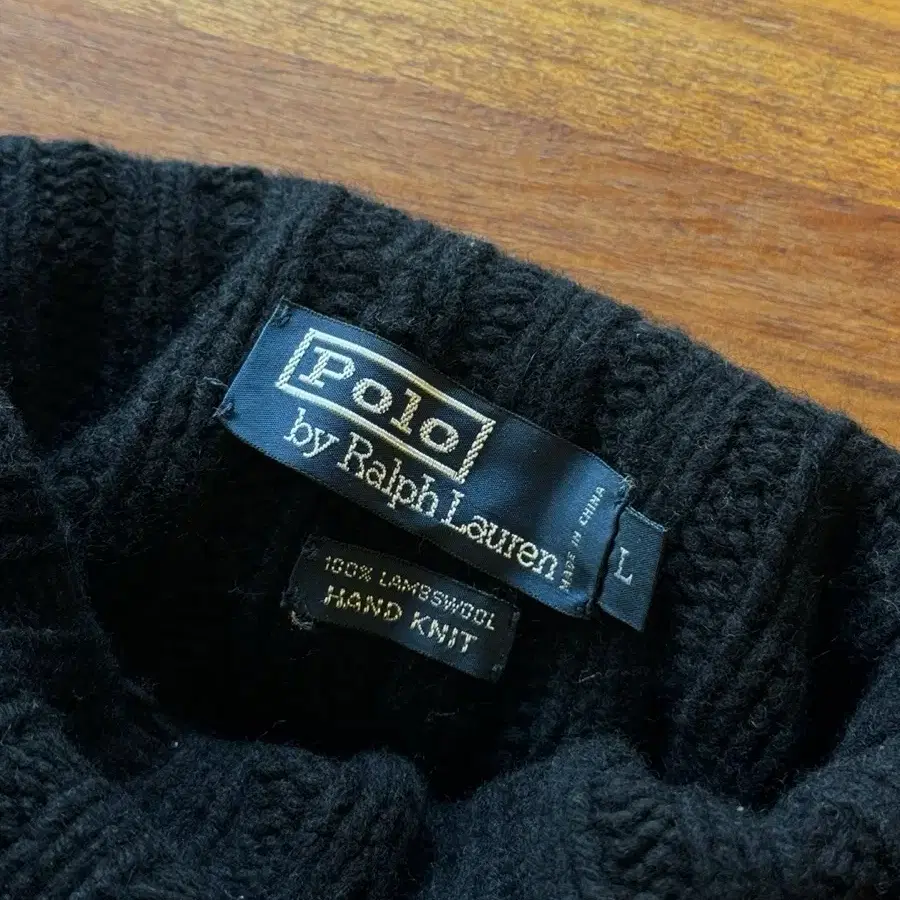 Polo
by Ralph Lauren
MADE IN CHINA
L
100% LAMBSWOOL
HAND KNIT